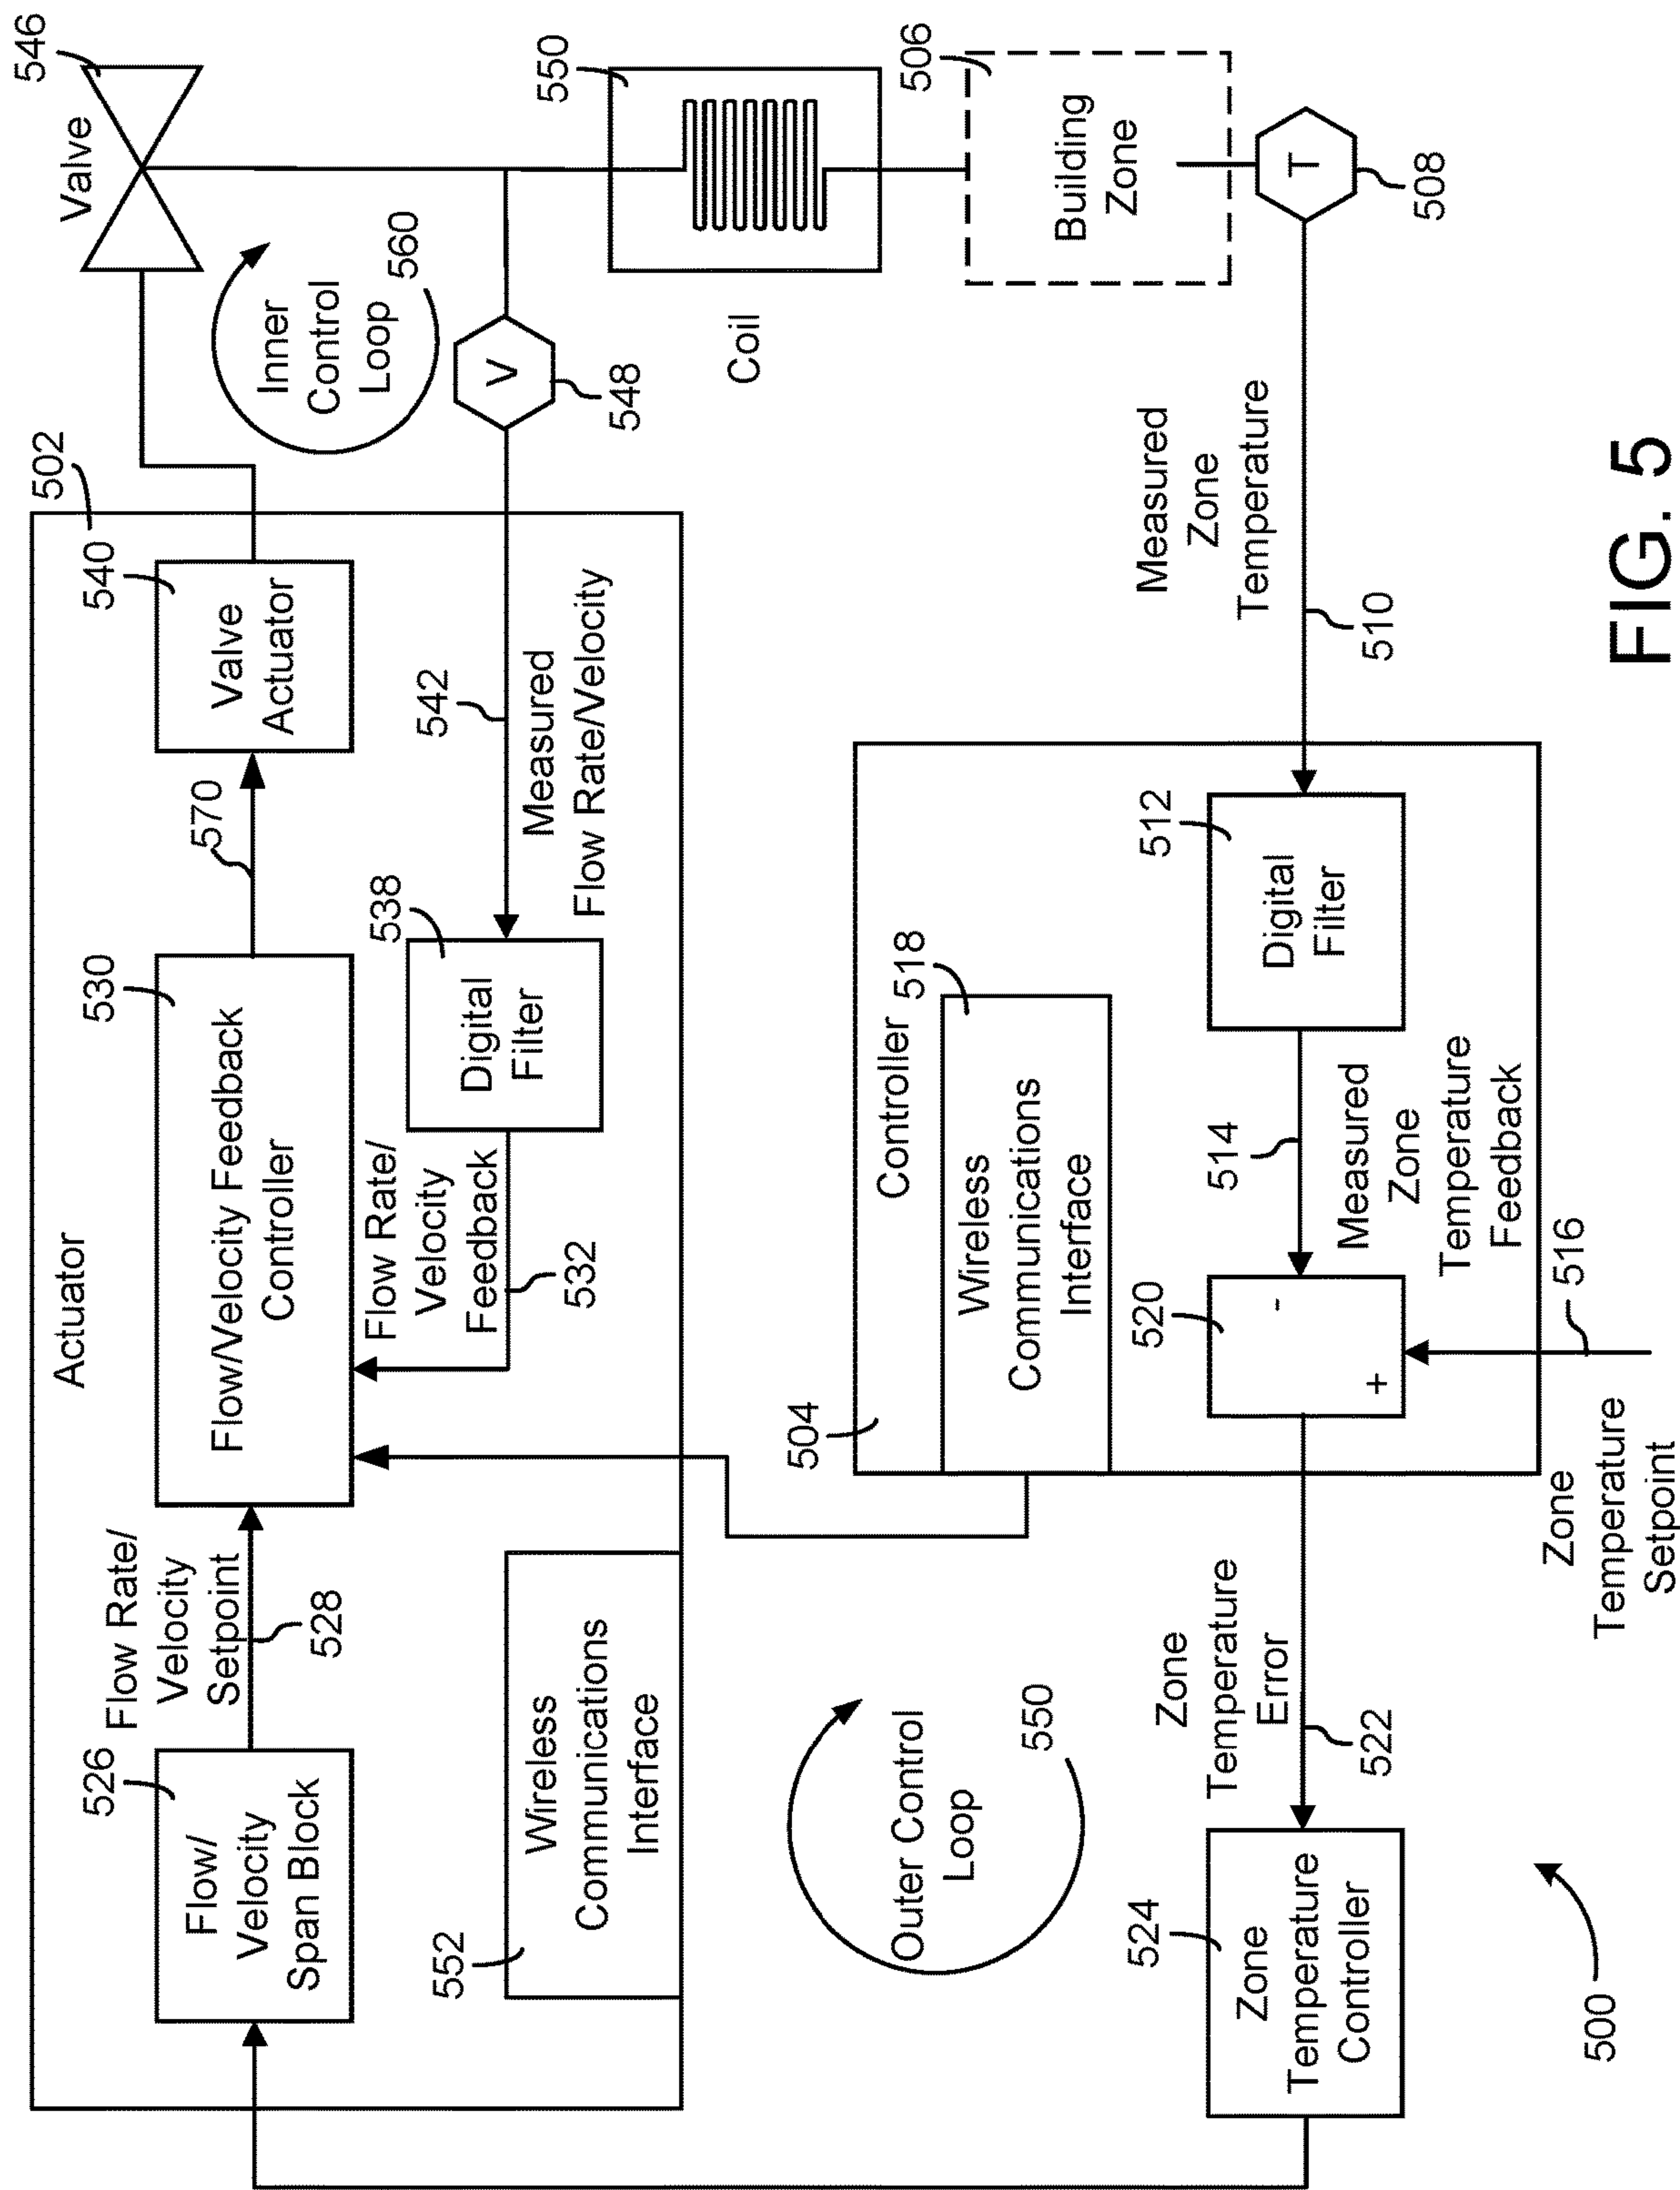 Actuator
502
526
Flow/
Velocity
Span Block
Flow Rate/
Velocity
Setpoint
528
530
Flow/Velocity Feedback
Controller
570
540
Valve
Actuator
Valve
546
Inner
Control
Loop
560
Flow Rate/
Velocity
Feedback
532
538
Digital
Filter
542
Measured
Flow Rate/Velocity
V
548
552
Wireless
Communications
Interface
Coil
550
Outer Control
Loop
550
504
Controller
518
Wireless
Communications
Interface
506
Building
Zone
T
508
Measured
Zone
Temperature
510
512
Digital
Filter
514
Measured
Zone
Temperature
Feedback
520
-
+
516
Zone
Temperature
Setpoint
Zone
Temperature
Error
522
524
Zone
Temperature
Controller
500
FIG. 5